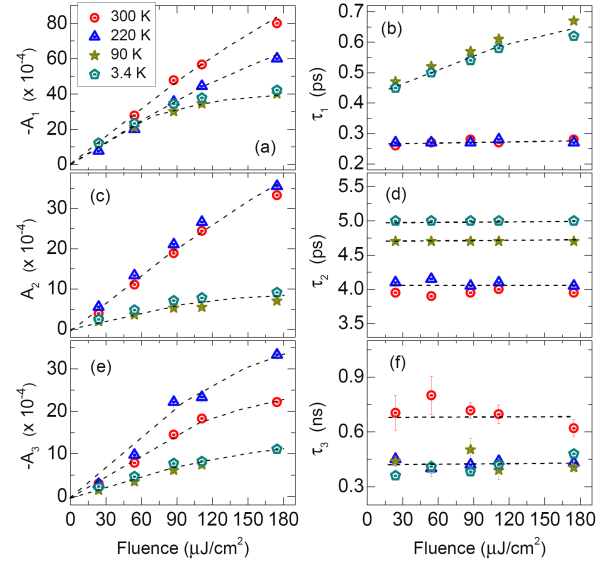 300 K
220 K
90 K
3.4 K
-A₁ (x 10⁻⁴)
80
60
40
20
0
(a)
τ₁ (ps)
0.7
0.6
0.5
0.4
0.3
0.2
(b)
A₂ (x 10⁻⁴)
30
20
10
0
(c)
τ₂ (ps)
5.0
4.5
4.0
3.5
(d)
-A₃ (x 10⁻⁴)
30
20
10
0
(e)
0 30 60 90 120 150 180
Fluence (μJ/cm²)
τ₃ (ns)
0.9
0.6
0.3
(f)
0 30 60 90 120 150 180
Fluence (μJ/cm²)